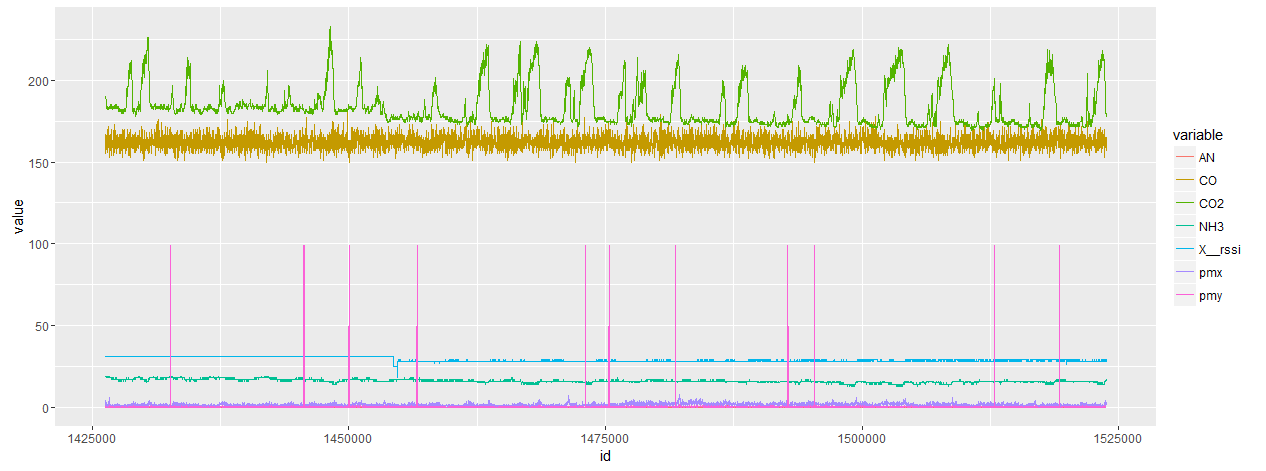 200
150
100
50
0
value
1425000 1450000 1475000 1500000 1525000
id
variable
AN
CO
CO2
NH3
X__rssi
pmx
pmy